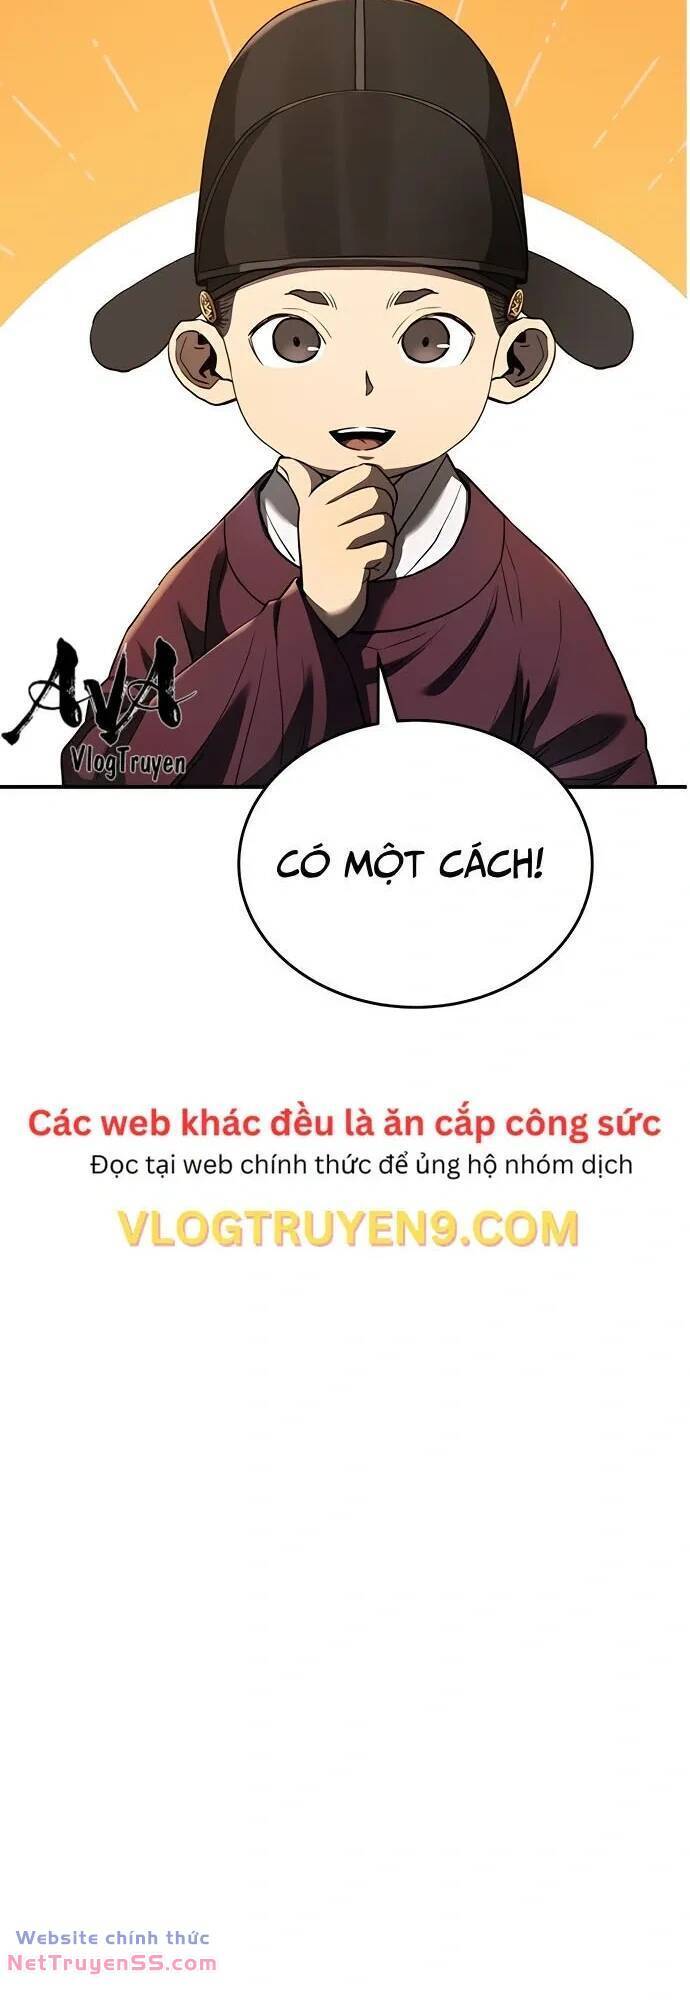 AVA
VlogTruyen
CÓ MỘT CÁCH!
Các web khác đều là ăn cắp công sức
Đọc tại web chính thức để ủng hộ nhóm dịch
VLOGTRUYEN9.COM
Website chính thức
NetTruyenSS.com